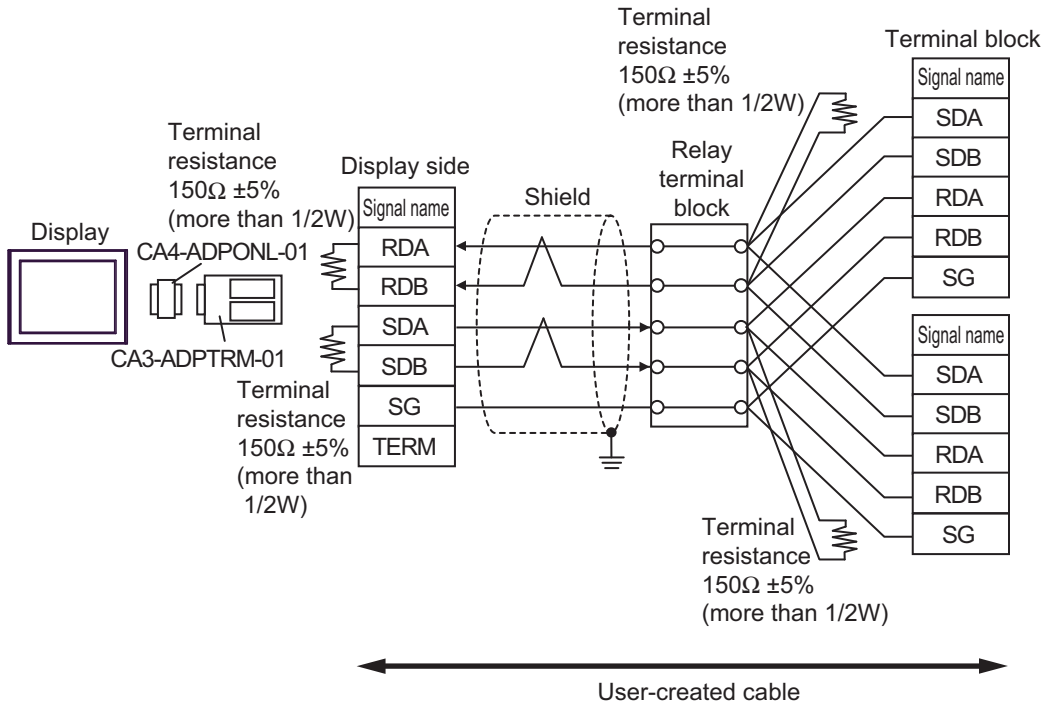 Terminal
resistance
150Ω ±5%
(more than 1/2W)
Terminal block
Signal name
SDA
SDB
RDA
RDB
SG
Terminal
resistance
150Ω ±5%
(more than 1/2W)
Display side
Signal name
RDA
RDB
SDA
SDB
SG
TERM
Shield
Relay
terminal
block
Display
CA4-ADPONL-01
CA3-ADPTRM-01
Terminal
resistance
150Ω ±5%
(more than
1/2W)
Signal name
SDA
SDB
RDA
RDB
SG
Terminal
resistance
150Ω ±5%
(more than 1/2W)
User-created cable